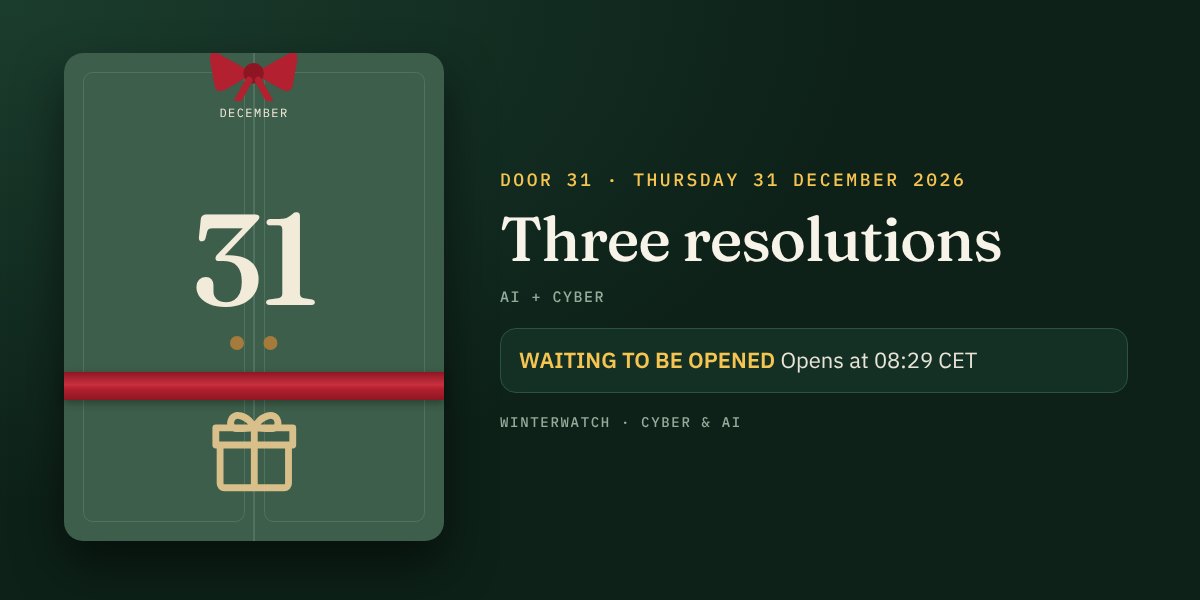 DECEMBER
31
DOOR 31 · THURSDAY 31 DECEMBER 2026
Three resolutions
AI + CYBER
WAITING TO BE OPENED Opens at 08:29 CET
WINTERWATCH · CYBER & AI